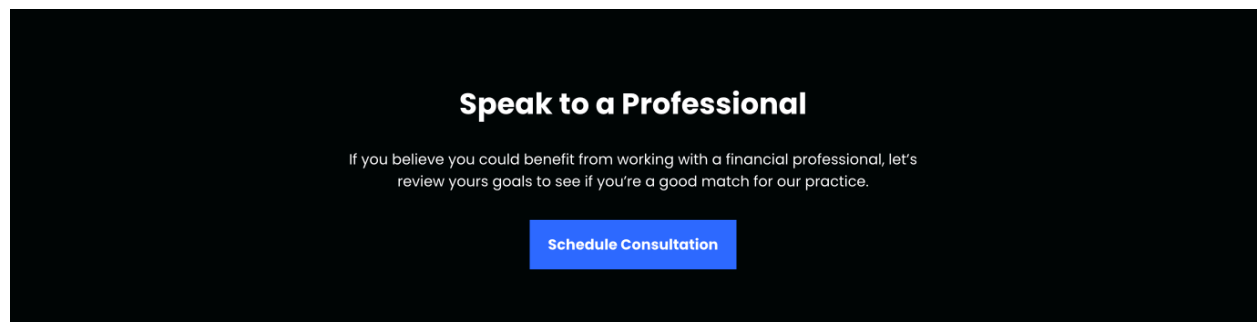 Speak to a Professional
If you believe you could benefit from working with a financial professional, let’s
review yours goals to see if you’re a good match for our practice.
Schedule Consultation